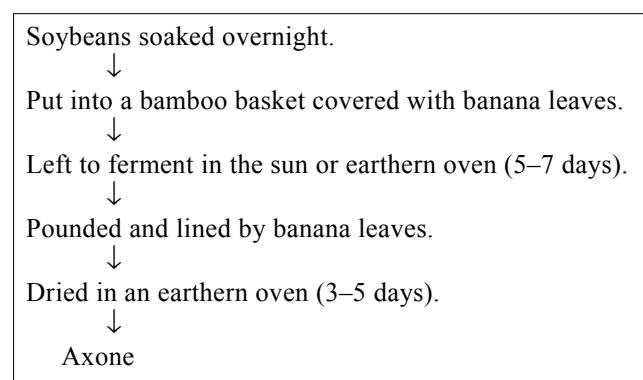 Soybeans soaked overnight.
↓
Put into a bamboo basket covered with banana leaves.
↓
Left to ferment in the sun or earthern oven (5–7 days).
↓
Pounded and lined by banana leaves.
↓
Dried in an earthern oven (3–5 days).
↓
Axone